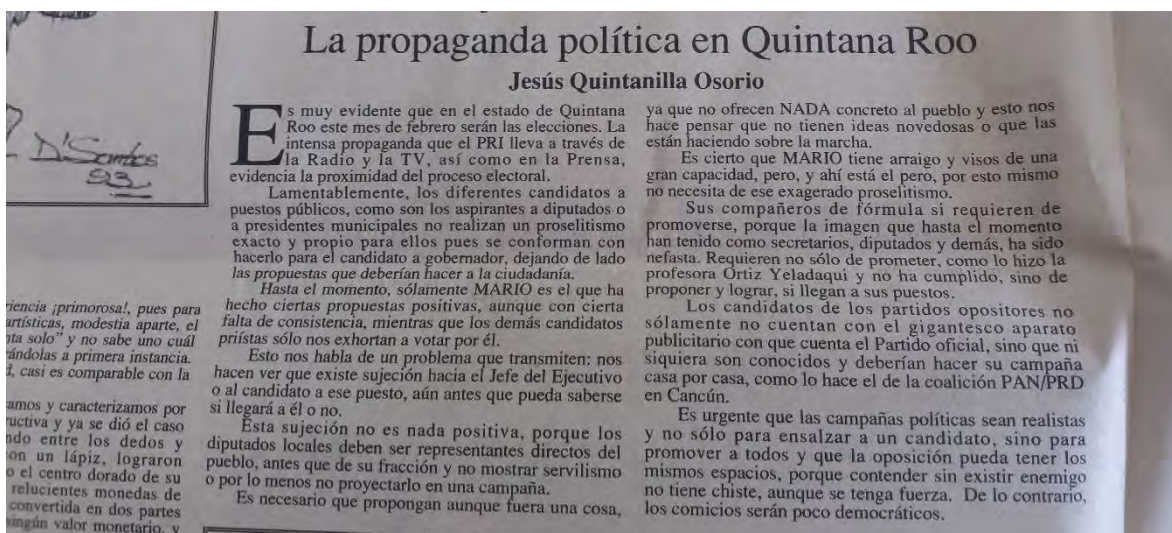 D'Santos
93
riencia ¡primorosa!, pues para
artísticas, modestia aparte, el
solo" y no sabe uno cuál
rándolas a primera instancia.
casi es comparable con la
amos y caracterizamos por
uctiva y ya se dió el caso
ndo entre los dedos y
on un lápiz, lograron
o el centro dorado de su
relucientes monedas de
convertida en dos partes
ningún valor monetario, y
La propaganda política en Quintana Roo
Jesús Quintanilla Osorio
Es muy evidente que en el estado de Quintana
Roo este mes de febrero serán las elecciones. La
intensa propaganda que el PRI lleva a través de
la Radio y la TV, así como en la Prensa,
evidencia la proximidad del proceso electoral.
Lamentablemente, los diferentes candidatos a
puestos públicos, como son los aspirantes a diputados o
a presidentes municipales no realizan un proselitismo
exacto y propio para ellos pues se conforman con
hacerlo para el candidato a gobernador, dejando de lado
las propuestas que deberían hacer a la ciudadanía.
Hasta el momento, sólamente MARIO es el que ha
hecho ciertas propuestas positivas, aunque con cierta
falta de consistencia, mientras que los demás candidatos
priístas sólo nos exhortan a votar por él.
Esto nos habla de un problema que transmiten: nos
hacen ver que existe sujeción hacia el Jefe del Ejecutivo
o al candidato a ese puesto, aún antes que pueda saberse
si llegará a él o no.
Esta sujeción no es nada positiva, porque los
diputados locales deben ser representantes directos del
pueblo, antes que de su fracción y no mostrar servilismo
o por lo menos no proyectarlo en una campaña.
Es necesario que propongan aunque fuera una cosa,
ya que no ofrecen NADA concreto al pueblo y esto nos
hace pensar que no tienen ideas novedosas o que las
están haciendo sobre la marcha.
Es cierto que MARIO tiene arraigo y visos de una
gran capacidad, pero, y ahí está el pero, por esto mismo
no necesita de ese exagerado proselitismo.
Sus compañeros de fórmula si requieren de
promoverse, porque la imagen que hasta el momento
han tenido como secretarios, diputados y demás, ha sido
nefasta. Requieren no sólo de prometer, como lo hizo la
profesora Ortiz Yeladaqui y no ha cumplido, sino de
proponer y lograr, si llegan a sus puestos.
Los candidatos de los partidos opositores no
sólamente no cuentan con el gigantesco aparato
publicitario con que cuenta el Partido oficial, sino que ni
siquiera son conocidos y deberían hacer su campaña
casa por casa, como lo hace el de la coalición PAN/PRD
en Cancún.
Es urgente que las campañas políticas sean realistas
y no sólo para ensalzar a un candidato, sino para
promover a todos y que la oposición pueda tener los
mismos espacios, porque contender sin existir enemigo
no tiene chiste, aunque se tenga fuerza. De lo contrario,
los comicios serán poco democráticos.